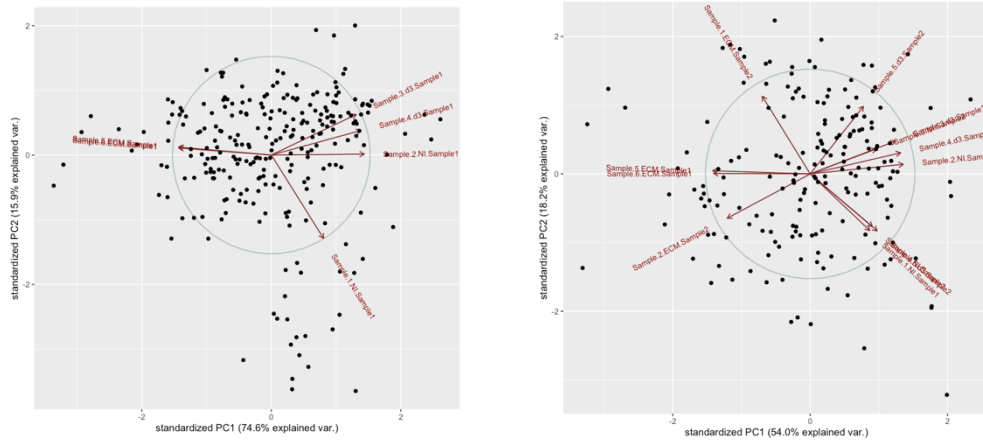 2
0
-2
standardized PC2 (15.9% explained var.)
Sample.3.d3.Sample1
Sample.4.d3.Sample1
Sample.2.NI.Sample1
Sample.1.NI.Sample1
-2
0
2
standardized PC1 (74.6% explained var.)
2
0
-2
standardized PC2 (18.2% explained var.)
Sample.1.ECM.Sample2
Sample.5.d3.Sample2
Sample.4.d3.Sample1
Sample.2.NI.Sample1
Sample.5.ECM.Sample1
Sample.6.ECM.Sample1
Sample.2.ECM.Sample2
Sample.1.NI.Sample1
-2
0
2
standardized PC1 (54.0% explained var.)